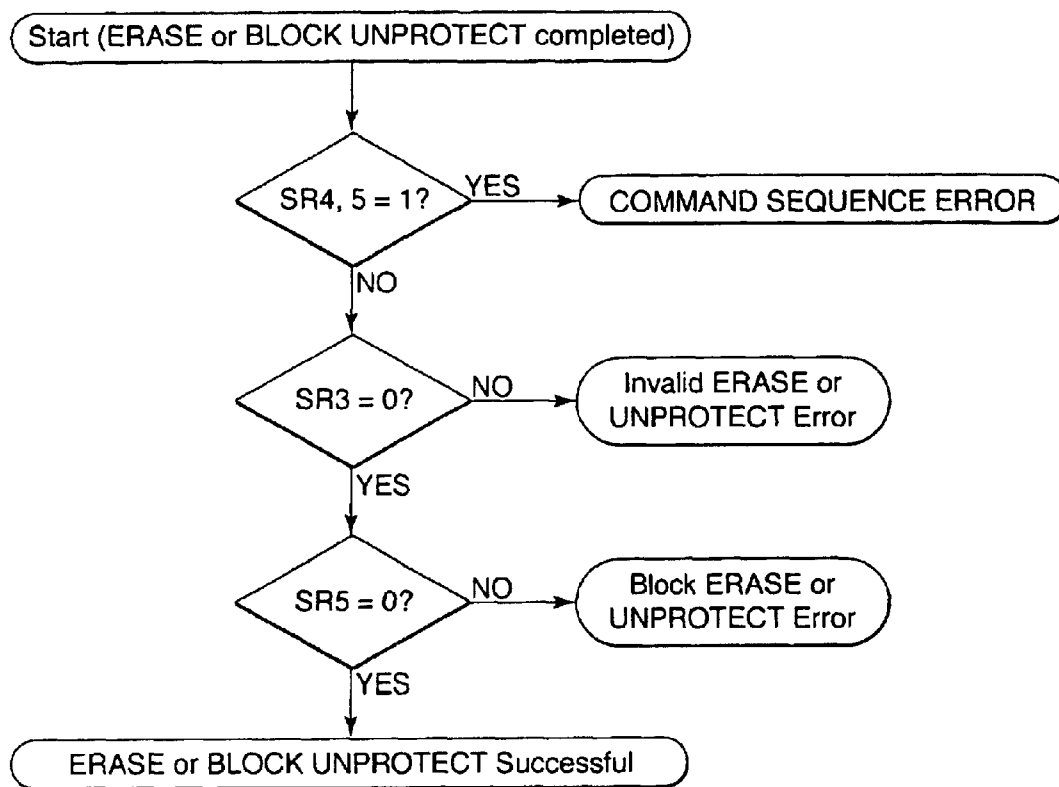 Start (ERASE or BLOCK UNPROTECT completed)
SR4, 5 = 1?
YES
COMMAND SEQUENCE ERROR
NO
SR3 = 0?
NO
Invalid ERASE or
UNPROTECT Error
YES
SR5 = 0?
NO
Block ERASE or
UNPROTECT Error
YES
ERASE or BLOCK UNPROTECT Successful